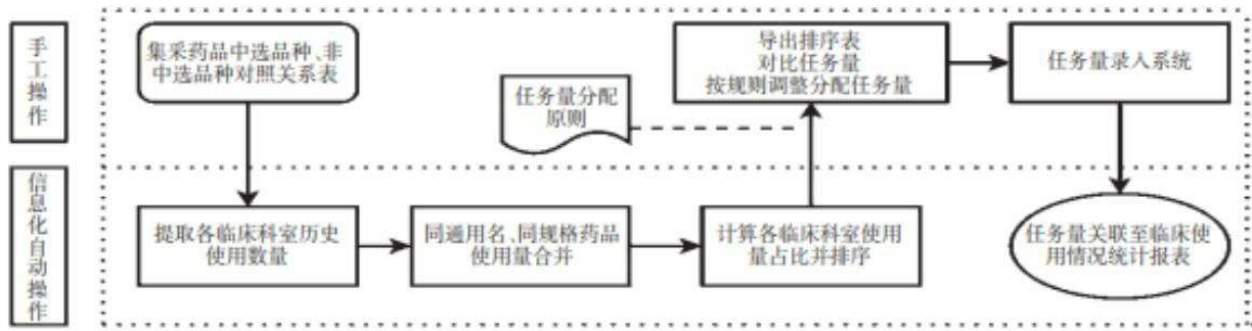 手工操作
集采药品中选品种、非
中选品种对照关系表
任务量分配
原则
导出排序表
对比任务量
按规则调整分配任务量
任务量录入系统
信息化自动操作
提取各临床科室历史
使用数量
同通用名、同规格药品
使用量合并
计算各临床科室使用
量占比并排序
任务量关联至临床使
用情况统计报表